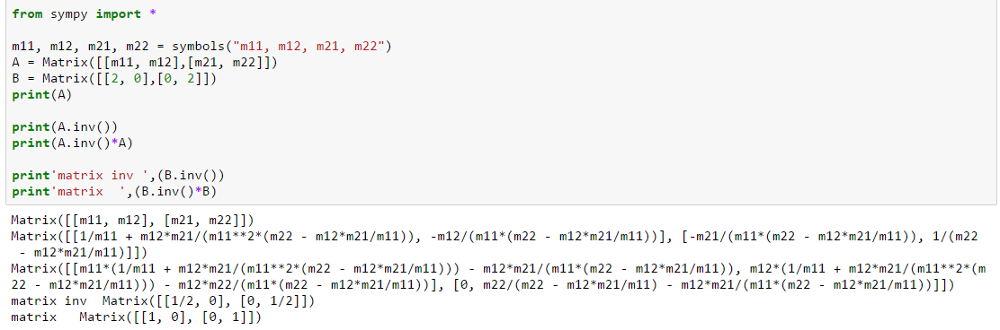 from sympy import *
m11, m12, m21, m22 = symbols("m11, m12, m21, m22")
A = Matrix([[m11, m12],[m21, m22]])
B = Matrix([[2, 0],[0, 2]])
print(A)
print(A.inv())
print(A.inv()*A)
print'matrix inv ',(B.inv())
print'matrix  ',(B.inv()*B)
Matrix([[m11, m12], [m21, m22]])
Matrix([[1/m11 + m12*m21/(m11**2*(m22 - m12*m21/m11)), -m12/(m11*(m22 - m12*m21/m11))], [-m21/(m11*(m22 - m12*m21/m11)), 1/(m22
 - m12*m21/m11)]])
Matrix([[m11*(1/m11 + m12*m21/(m11**2*(m22 - m12*m21/m11))) - m12*m21/(m11*(m22 - m12*m21/m11)), m12*(1/m11 + m12*m21/(m11**2*(m
22 - m12*m21/m11))) - m12*m22/(m11*(m22 - m12*m21/m11))], [0, m22/(m22 - m12*m21/m11) - m12*m21/(m11*(m22 - m12*m21/m11))]])
matrix inv  Matrix([[1/2, 0], [0, 1/2]])
matrix   Matrix([[1, 0], [0, 1]])